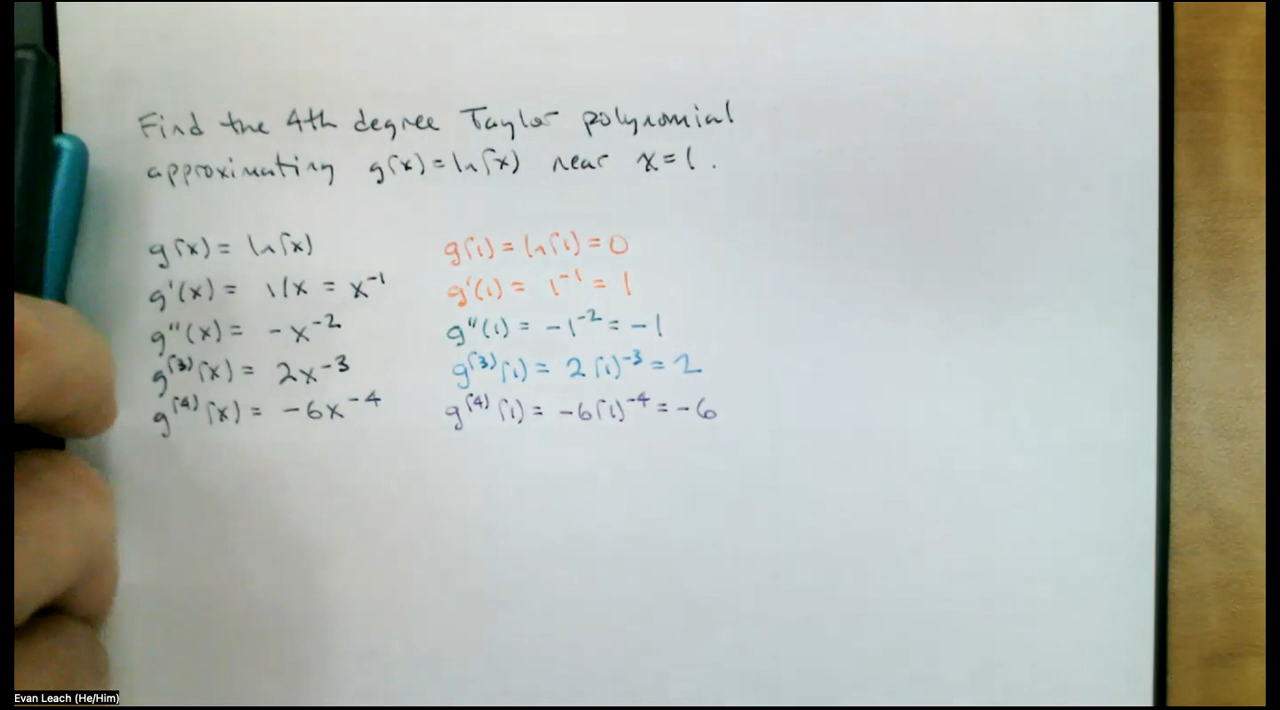 Find the 4th degree Taylor polynomial
approximating g(x)=ln(x) near x=1.
g(x) = ln(x)
g(1) = ln(1) = 0
g'(x) = 1/x = x⁻¹
g'(1) = 1⁻¹ = 1
g''(x) = -x⁻²
g''(1) = -1⁻² = -1
g⁽³⁾(x) = 2x⁻³
g⁽³⁾(1) = 2(1)⁻³ = 2
g⁽⁴⁾(x) = -6x⁻⁴
g⁽⁴⁾(1) = -6(1)⁻⁴ = -6
Evan Leach (He/Him)